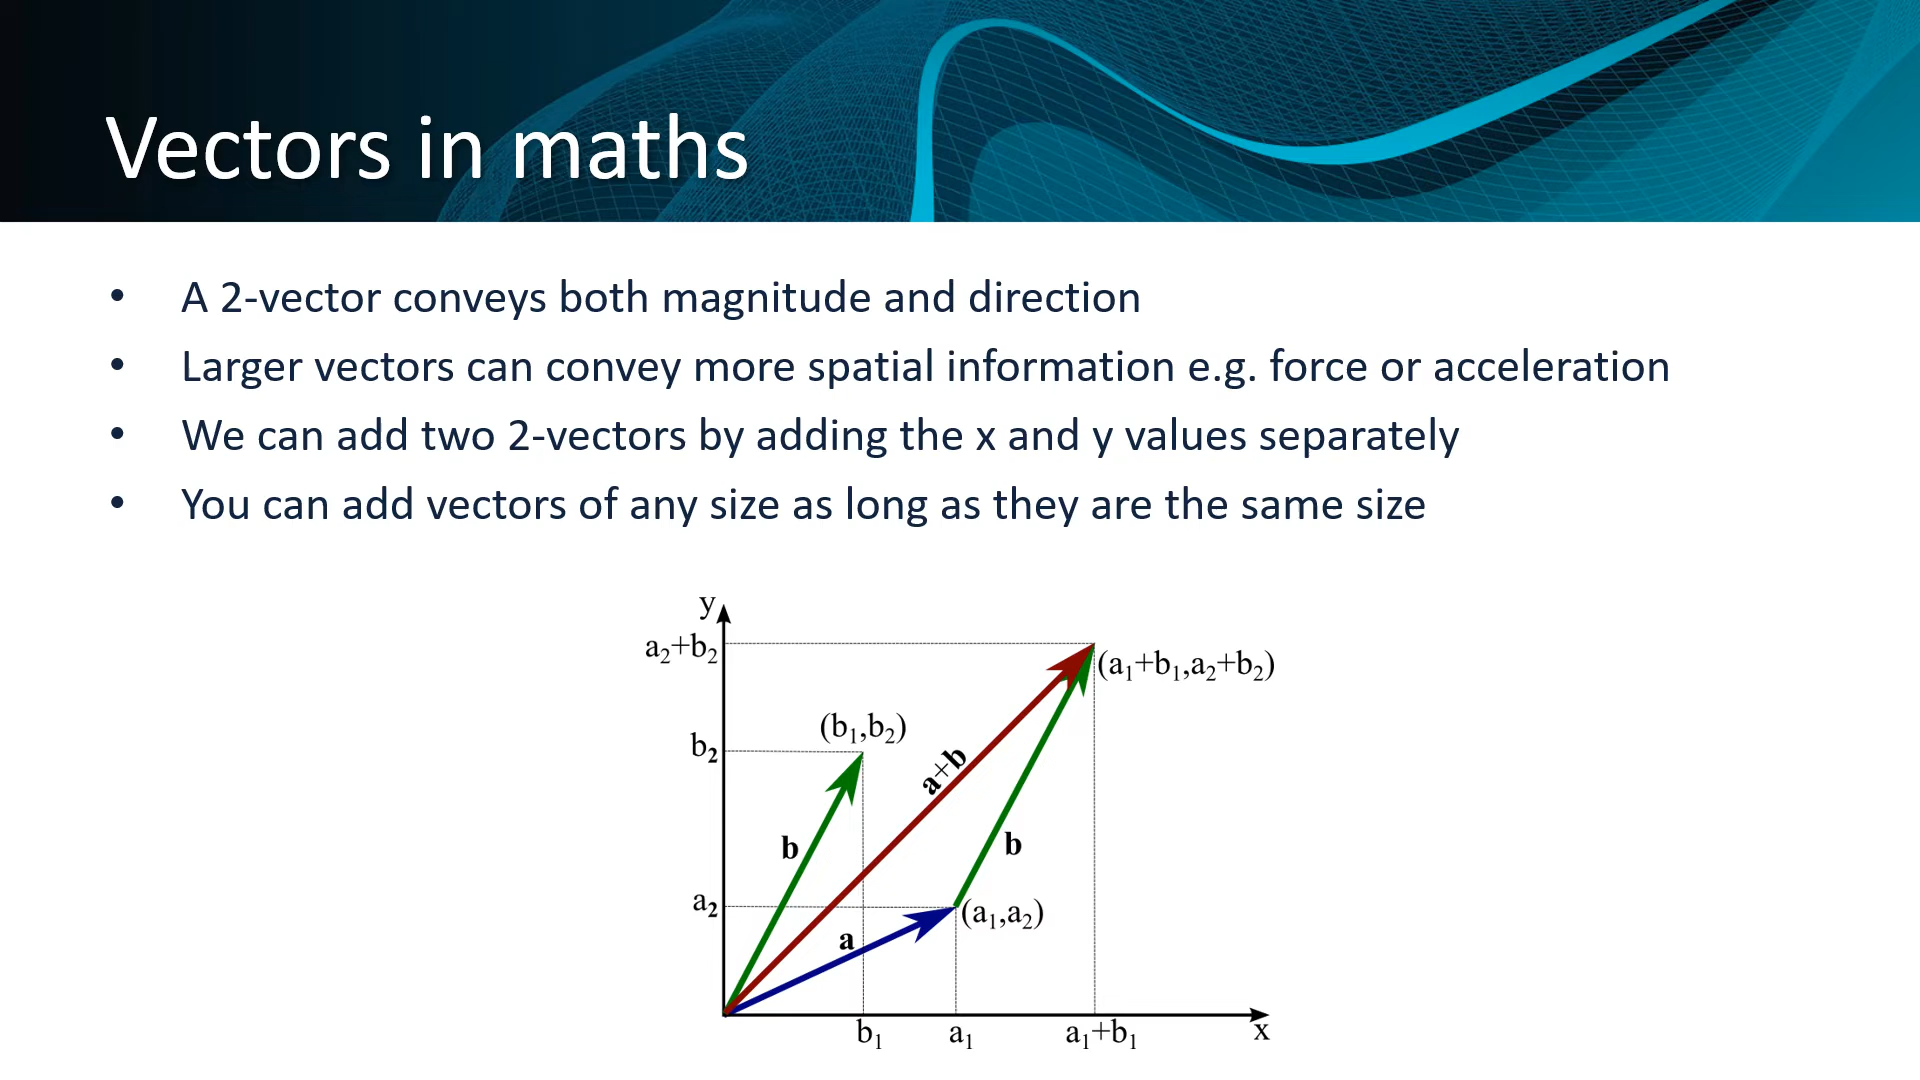 Vectors in maths
• A 2-vector conveys both magnitude and direction
• Larger vectors can convey more spatial information e.g. force or acceleration
• We can add two 2-vectors by adding the x and y values separately
• You can add vectors of any size as long as they are the same size
y
a₂+b₂
(a₁+b₁,a₂+b₂)
(b₁,b₂)
b₂
a+b
b
b
a₂
(a₁,a₂)
a
b₁
a₁
a₁+b₁
x